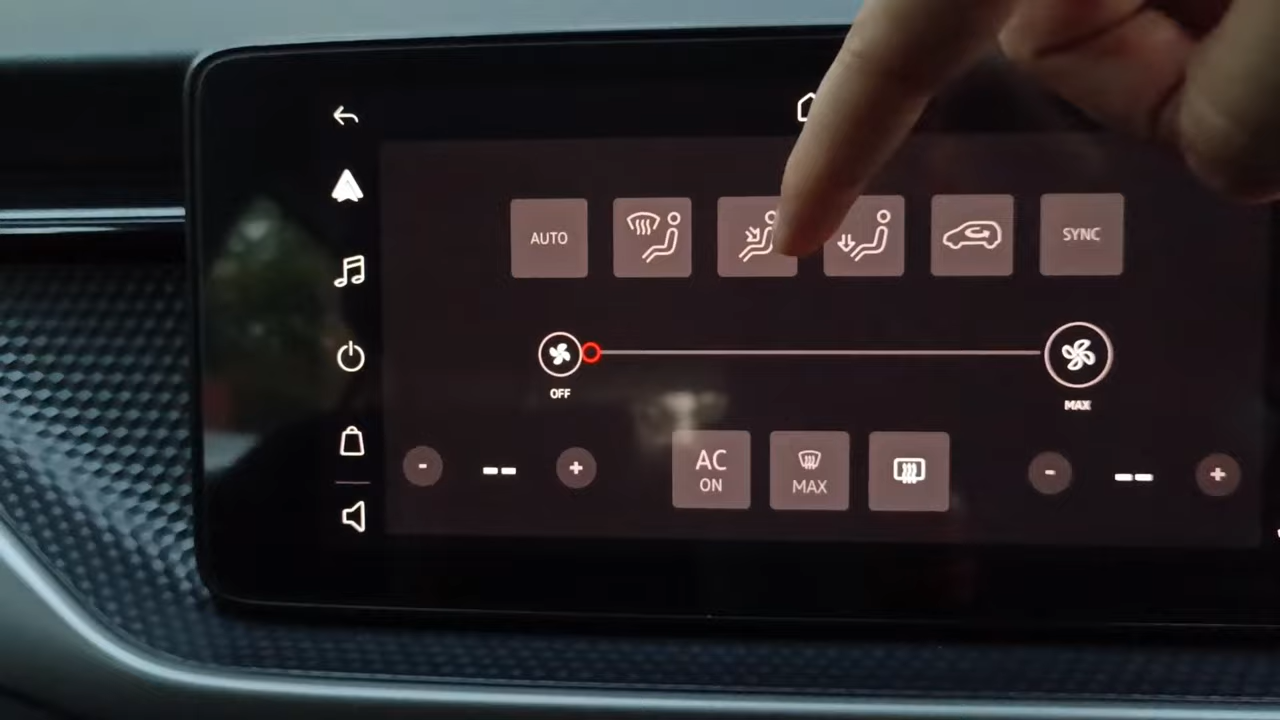 AUTO
SYNC
OFF
MAX
- -- +
AC
ON
MAX
- -- +